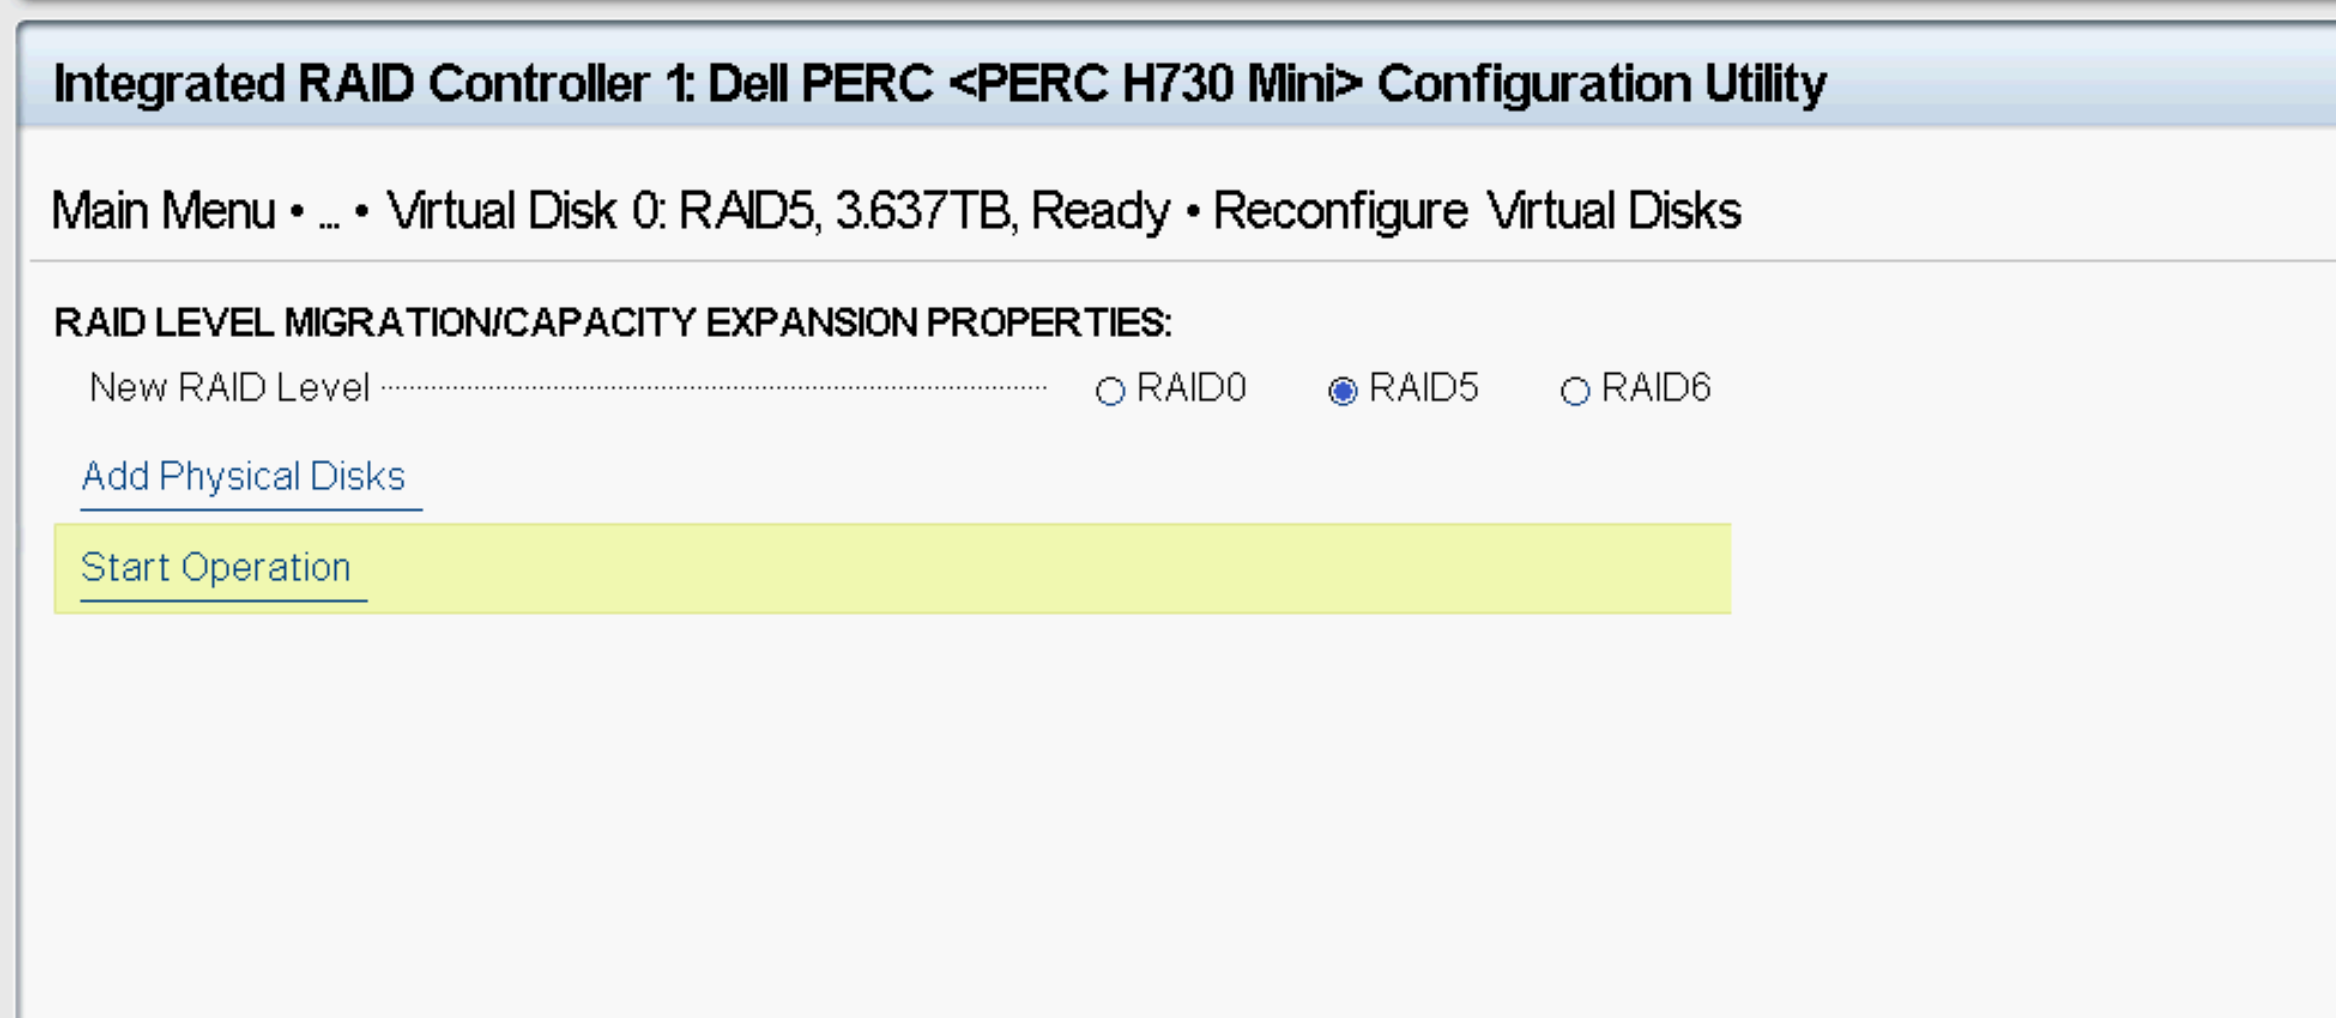 Integrated RAID Controller 1: Dell PERC <PERC H730 Mini> Configuration Utility
Main Menu • ... • Virtual Disk 0: RAID5, 3.637TB, Ready • Reconfigure Virtual Disks
RAID LEVEL MIGRATION/CAPACITY EXPANSION PROPERTIES:
New RAID Level RAID0 RAID5 RAID6
Add Physical Disks
Start Operation